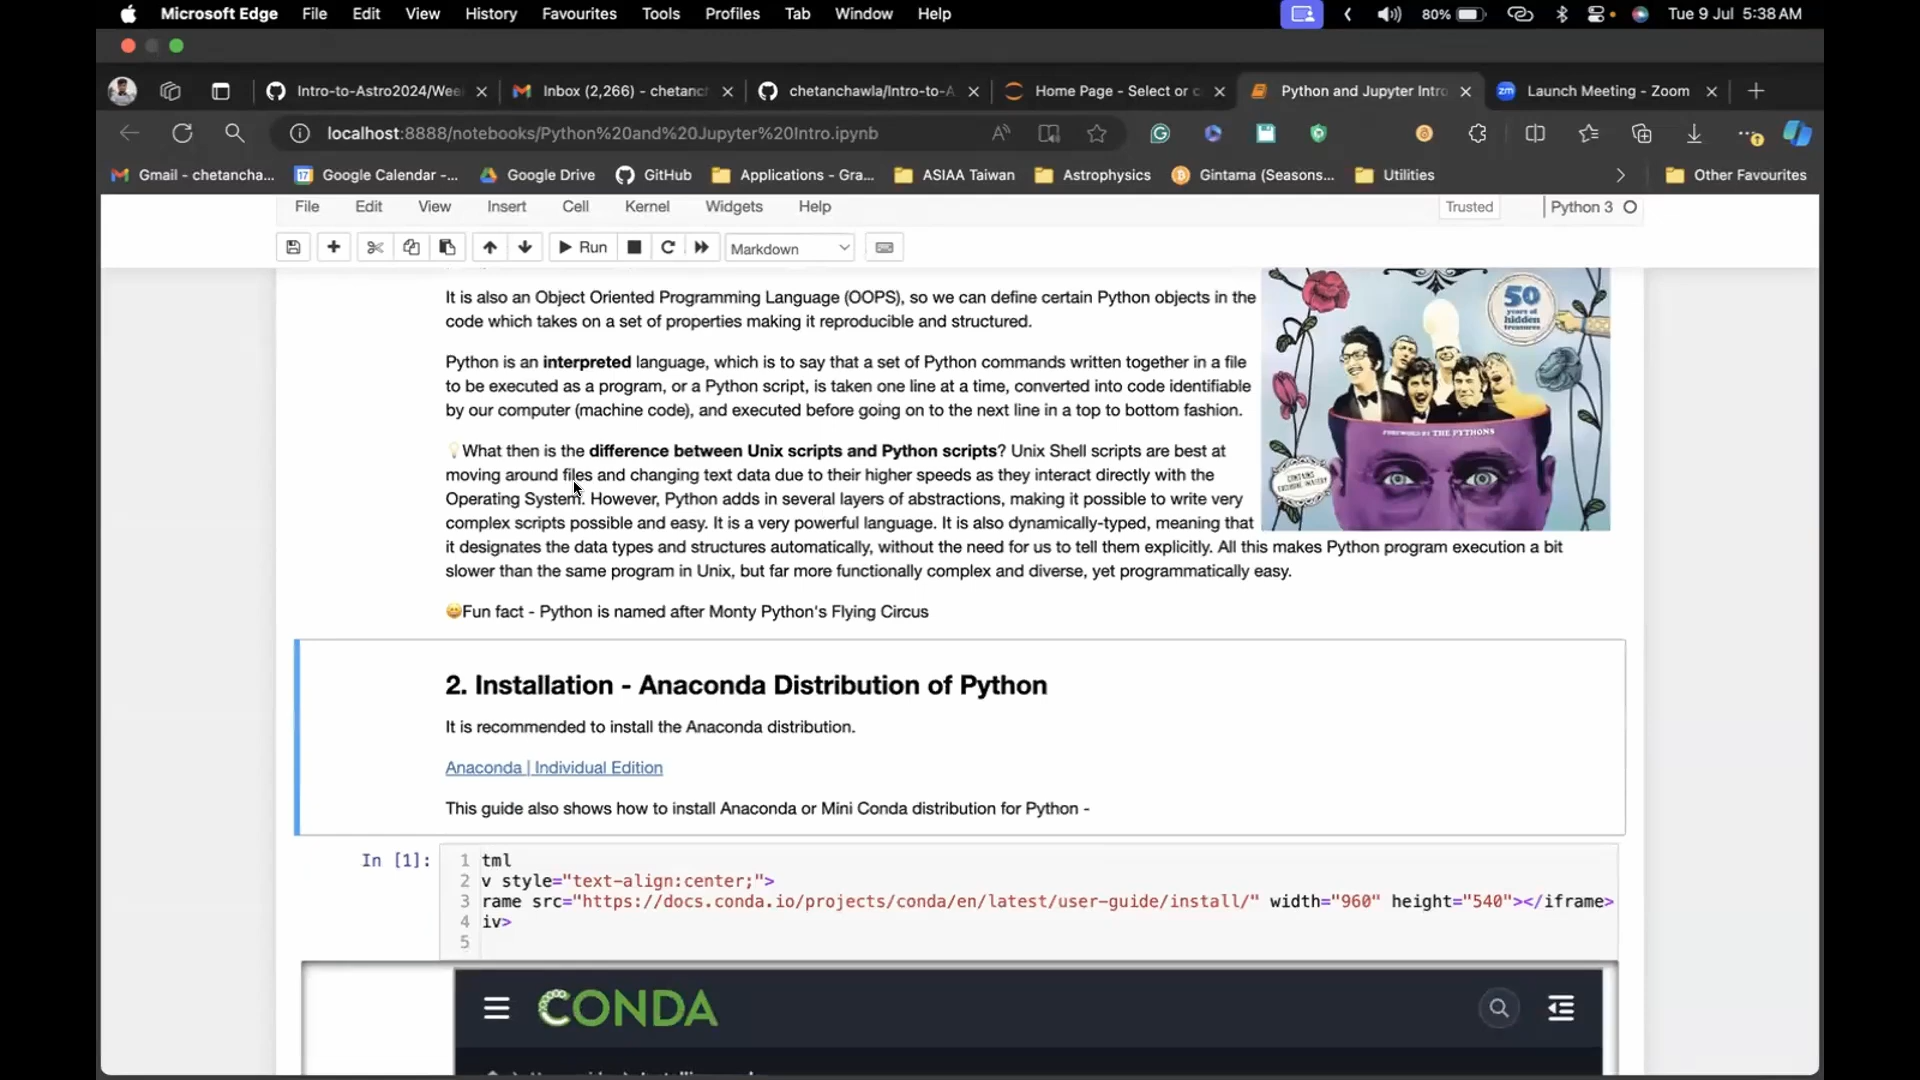 Microsoft Edge File Edit View History Favourites Tools Profiles Tab Window Help 80% Tue 9 Jul 5:38 AM
Intro-to-Astro2024/Wee Inbox (2,266) - chetanc chetanchawla/Intro-to-A Home Page - Select or c Python and Jupyter Intro Launch Meeting - Zoom
localhost:8888/notebooks/Python%20and%20Jupyter%20Intro.ipynb
Gmail - chetancha... Google Calendar -... Google Drive GitHub Applications - Gra... ASIAA Taiwan Astrophysics Gintama (Seasons... Utilities Other Favourites
File Edit View Insert Cell Kernel Widgets Help Trusted Python 3
Run Markdown
It is also an Object Oriented Programming Language (OOPS), so we can define certain Python objects in the
code which takes on a set of properties making it reproducible and structured.
Python is an interpreted language, which is to say that a set of Python commands written together in a file
to be executed as a program, or a Python script, is taken one line at a time, converted into code identifiable
by our computer (machine code), and executed before going on to the next line in a top to bottom fashion.
💡What then is the difference between Unix scripts and Python scripts? Unix Shell scripts are best at
moving around files and changing text data due to their higher speeds as they interact directly with the
Operating System. However, Python adds in several layers of abstractions, making it possible to write very
complex scripts possible and easy. It is a very powerful language. It is also dynamically-typed, meaning that
it designates the data types and structures automatically, without the need for us to tell them explicitly. All this makes Python program execution a bit
slower than the same program in Unix, but far more functionally complex and diverse, yet programmatically easy.
50
years of
hidden
treasures
FOREWORD BY THE PYTHONS
😀Fun fact - Python is named after Monty Python's Flying Circus
2. Installation - Anaconda Distribution of Python
It is recommended to install the Anaconda distribution.
Anaconda | Individual Edition
This guide also shows how to install Anaconda or Mini Conda distribution for Python -
In [1]:
1 tml
2 v style="text-align:center;">
3 rame src="https://docs.conda.io/projects/conda/en/latest/user-guide/install/" width="960" height="540"></iframe>
4 iv>
5
CONDA